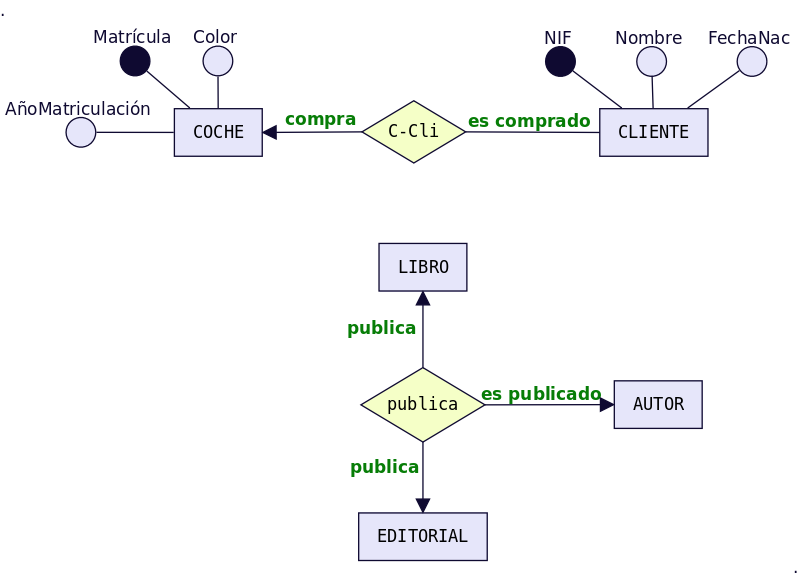 .
Matrícula Color
NIF Nombre FechaNac
AñoMatriculación
COCHE compra C-Cli es comprado CLIENTE
LIBRO
publica
publica es publicado AUTOR
publica
EDITORIAL
.